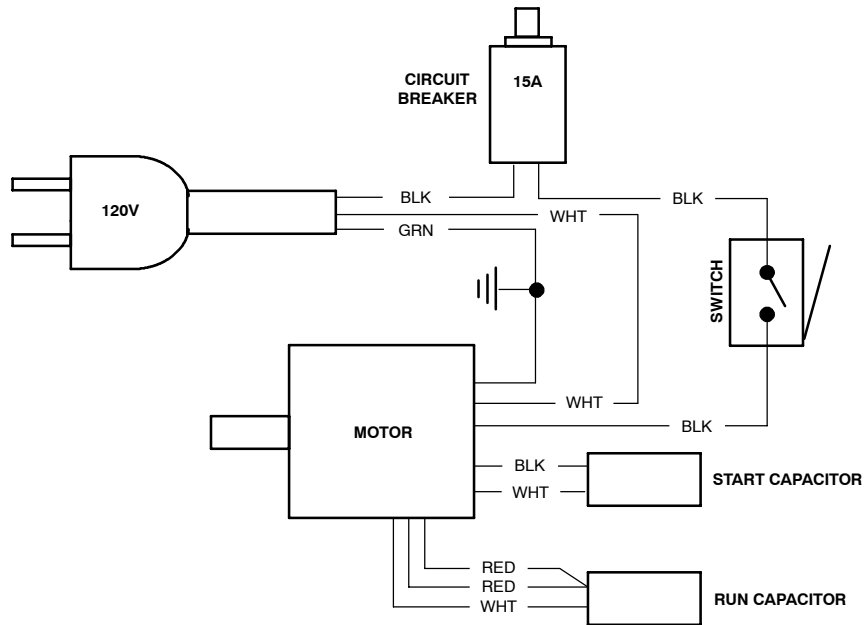 CIRCUIT
BREAKER
15A
120V
BLK
BLK
WHT
GRN
SWITCH
WHT
MOTOR
BLK
BLK
START CAPACITOR
WHT
RED
RED
RUN CAPACITOR
WHT